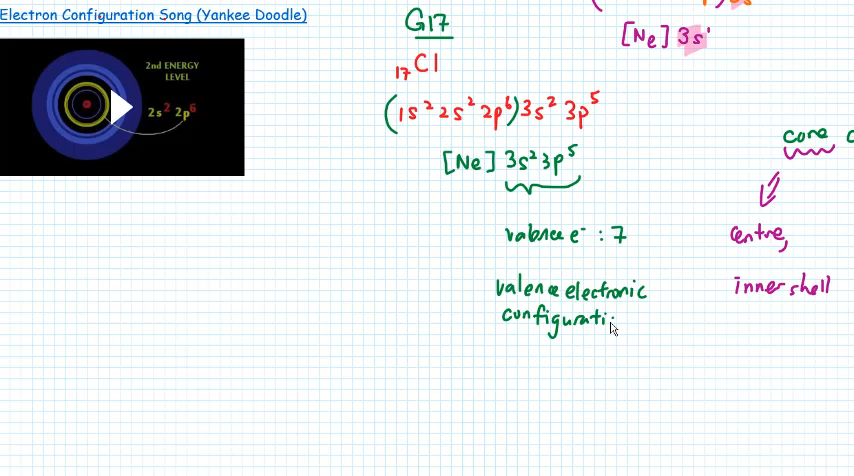 Electron Configuration Song (Yankee Doodle)
2nd ENERGY
LEVEL
2s² 2p⁶
G17
₁₇Cl
(1s² 2s² 2p⁶) 3s² 3p⁵
[Ne] 3s² 3p⁵
valence e⁻ : 7
valence electronic
configurati
[Ne] 3s¹
core
centre,
inner shell